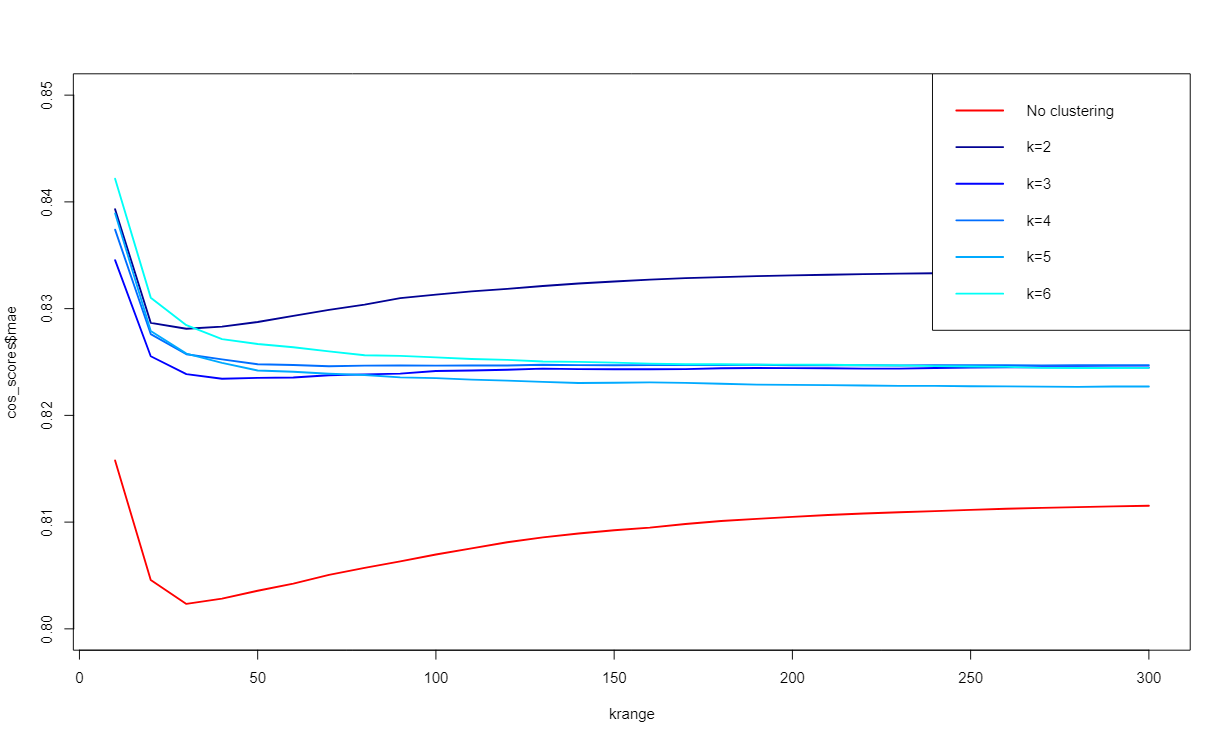 0.85
0.84
0.83
0.82
0.81
0.80
cos_scores$mae
No clustering
k=2
k=3
k=4
k=5
k=6
0 50 100 150 200 250 300
krange